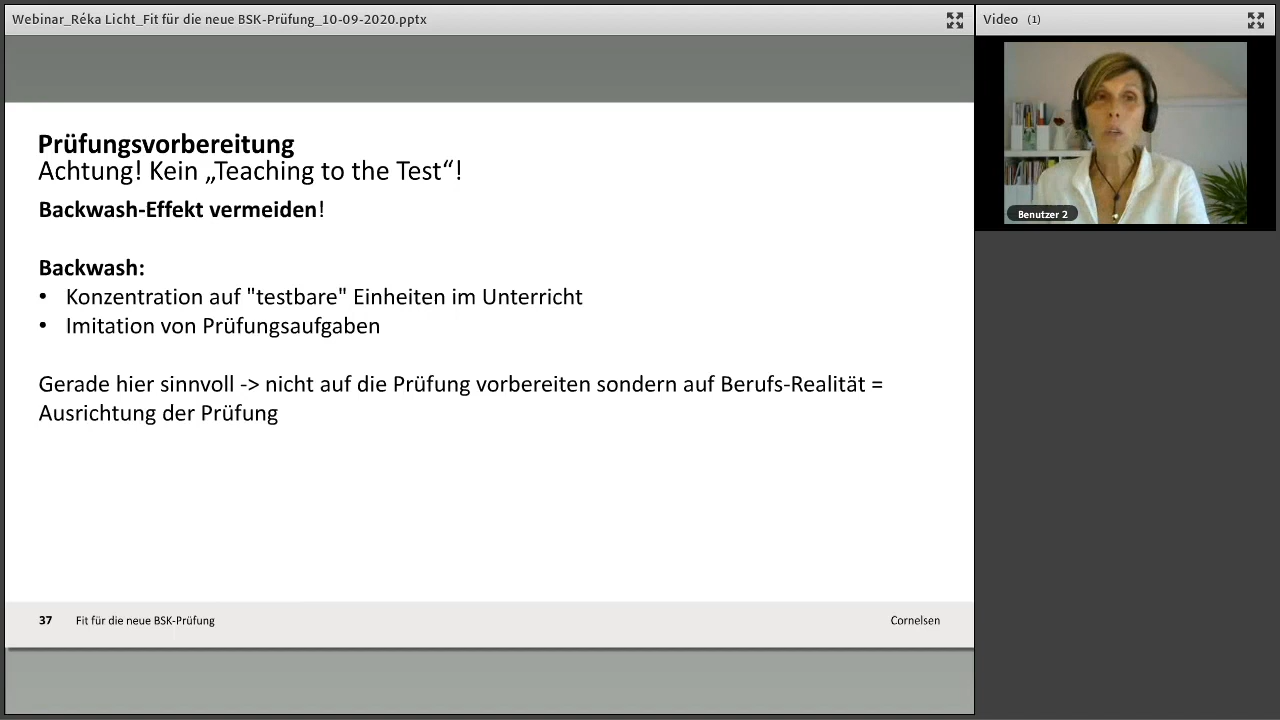 Webinar_Réka Licht_Fit für die neue BSK-Prüfung_10-09-2020.pptx
Video (1)
Prüfungsvorbereitung
Achtung! Kein „Teaching to the Test“!
Backwash-Effekt vermeiden!
Backwash:
• Konzentration auf "testbare" Einheiten im Unterricht
• Imitation von Prüfungsaufgaben
Gerade hier sinnvoll -> nicht auf die Prüfung vorbereiten sondern auf Berufs-Realität =
Ausrichtung der Prüfung
37 Fit für die neue BSK-Prüfung Cornelsen
Benutzer 2